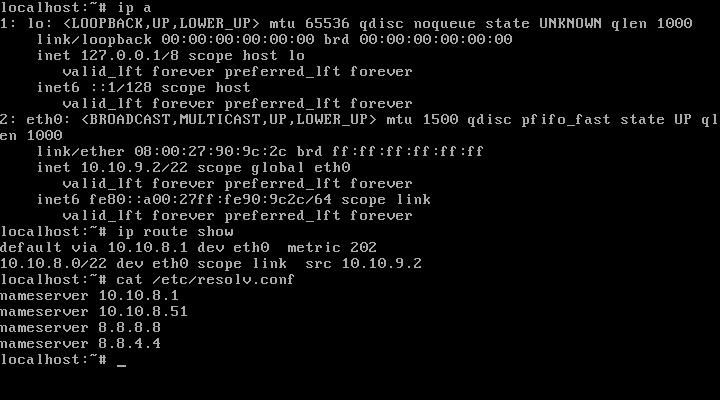 localhost:~# ip a
1: lo: <LOOPBACK,UP,LOWER_UP> mtu 65536 qdisc noqueue state UNKNOWN qlen 1000
    link/loopback 00:00:00:00:00:00 brd 00:00:00:00:00:00
    inet 127.0.0.1/8 scope host lo
       valid_lft forever preferred_lft forever
    inet6 ::1/128 scope host
       valid_lft forever preferred_lft forever
2: eth0: <BROADCAST,MULTICAST,UP,LOWER_UP> mtu 1500 qdisc pfifo_fast state UP ql
en 1000
    link/ether 08:00:27:90:9c:2c brd ff:ff:ff:ff:ff:ff
    inet 10.10.9.2/22 scope global eth0
       valid_lft forever preferred_lft forever
    inet6 fe80::a00:27ff:fe90:9c2c/64 scope link
       valid_lft forever preferred_lft forever
localhost:~# ip route show
default via 10.10.8.1 dev eth0  metric 202
10.10.8.0/22 dev eth0 scope link  src 10.10.9.2
localhost:~# cat /etc/resolv.conf
nameserver 10.10.8.1
nameserver 10.10.8.51
nameserver 8.8.8.8
nameserver 8.8.4.4
localhost:~# _